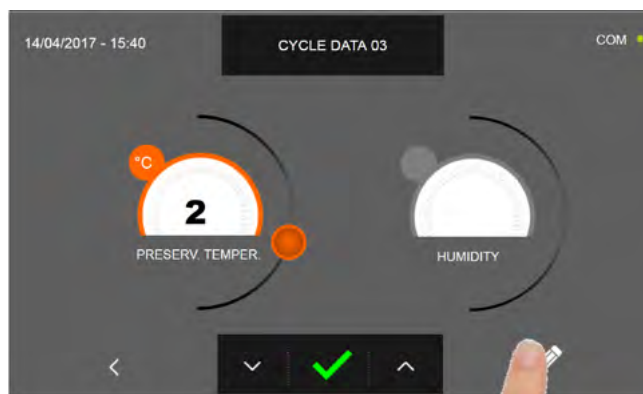 14/04/2017 - 15:40
CYCLE DATA 03
COM
°C
2
PRESERV. TEMPER.
HUMIDITY